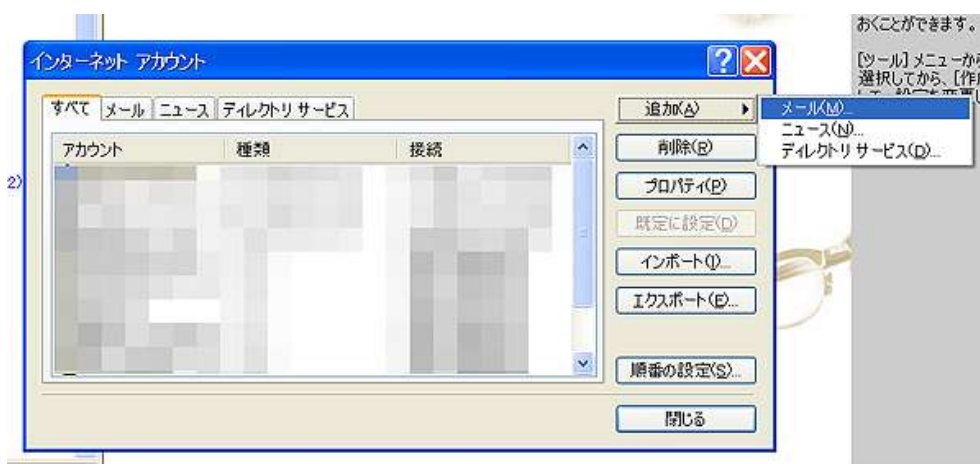 おくことができます。
[ツール] メニューから
選択してから、[作
インターネット アカウント
すべて メール ニュース ディレクトリ サービス
アカウント 種類 接続
追加(A)
メール(M)...
ニュース(N)...
ディレクトリ サービス(D)...
削除(R)
プロパティ(P)
既定に設定(D)
インポート(I)...
エクスポート(E)...
順番の設定(S)...
閉じる
2)